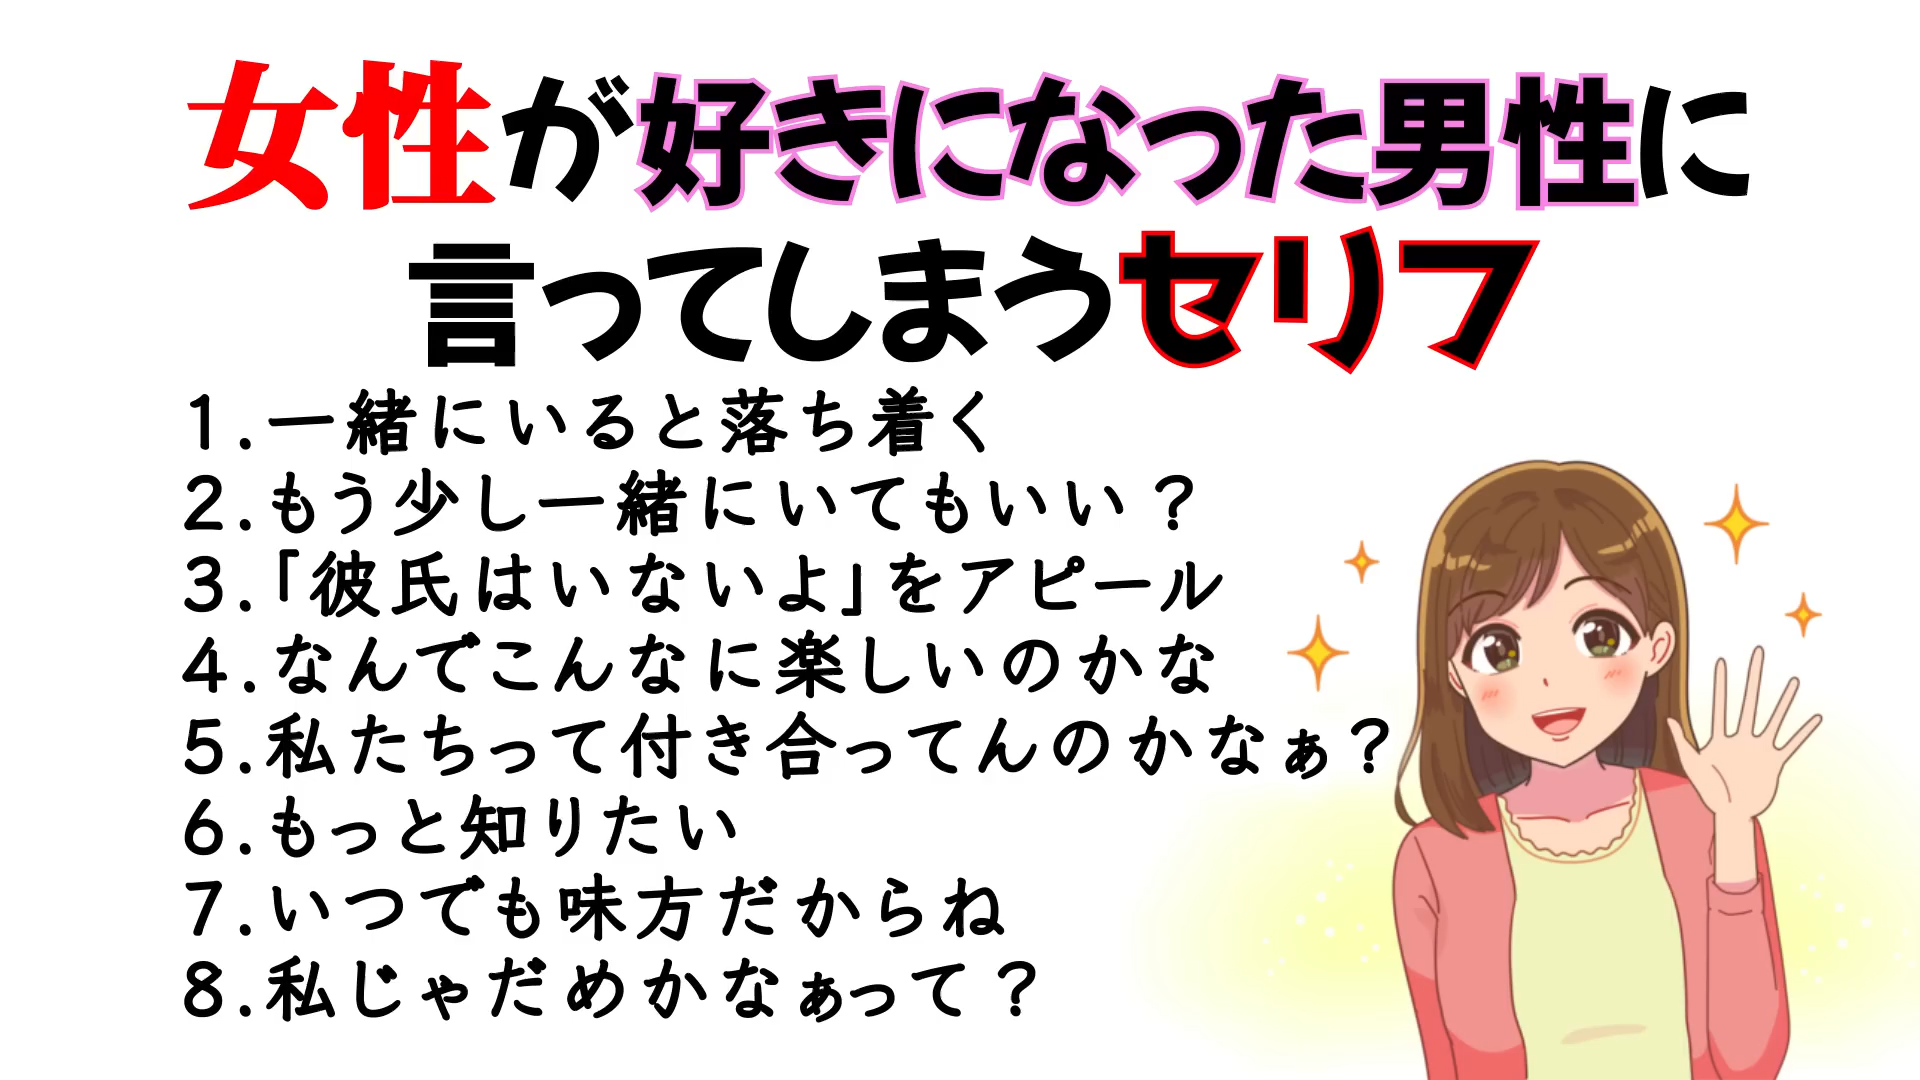 女性が好きになった男性に
言ってしまうセリフ
1.一緒にいると落ち着く
2.もう少し一緒にいてもいい？
3.「彼氏はいないよ」をアピール
4.なんでこんなに楽しいのかな
5.私たちって付き合ってんのかなぁ？
6.もっと知りたい
7.いつでも味方だからね
8.私じゃだめかなぁって？